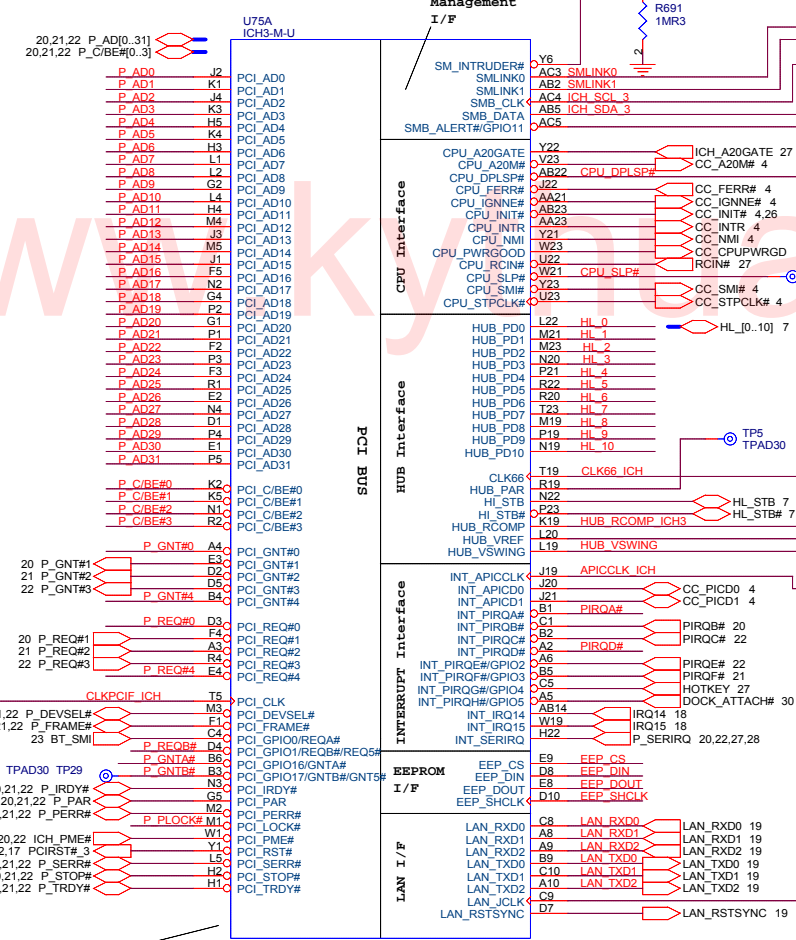 Management
I/F
U75A
ICH3-M-U
R691
1MR3
2
20,21,22 P_AD[0..31]
20,21,22 P_C/BE#[0..3]
P_AD0 J2 PCI_AD0
P_AD1 K1 PCI_AD1
P_AD2 J4 PCI_AD2
P_AD3 K3 PCI_AD3
P_AD4 H5 PCI_AD4
P_AD5 K4 PCI_AD5
P_AD6 H3 PCI_AD6
P_AD7 L1 PCI_AD7
P_AD8 L2 PCI_AD8
P_AD9 G2 PCI_AD9
P_AD10 L4 PCI_AD10
P_AD11 H4 PCI_AD11
P_AD12 M4 PCI_AD12
P_AD13 J3 PCI_AD13
P_AD14 M5 PCI_AD14
P_AD15 J1 PCI_AD15
P_AD16 F5 PCI_AD16
P_AD17 N2 PCI_AD17
P_AD18 G4 PCI_AD18
P_AD19 P2 PCI_AD19
P_AD20 G1 PCI_AD20
P_AD21 P1 PCI_AD21
P_AD22 F2 PCI_AD22
P_AD23 P3 PCI_AD23
P_AD24 F3 PCI_AD24
P_AD25 R1 PCI_AD25
P_AD26 E2 PCI_AD26
P_AD27 N4 PCI_AD27
P_AD28 D1 PCI_AD28
P_AD29 P4 PCI_AD29
P_AD30 E1 PCI_AD30
P_AD31 P5 PCI_AD31
P_C/BE#0 K2 PCI_C/BE#0
P_C/BE#1 K5 PCI_C/BE#1
P_C/BE#2 N1 PCI_C/BE#2
P_C/BE#3 R2 PCI_C/BE#3
P_GNT#0 A4 PCI_GNT#0
20 P_GNT#1 E3 PCI_GNT#1
21 P_GNT#2 D2 PCI_GNT#2
22 P_GNT#3 D5 PCI_GNT#3
P_GNT#4 B4 PCI_GNT#4
P_REQ#0 D3 PCI_REQ#0
20 P_REQ#1 F4 PCI_REQ#1
21 P_REQ#2 A3 PCI_REQ#2
22 P_REQ#3 R4 PCI_REQ#3
P_REQ#4 E4 PCI_REQ#4
CLKPCIF_ICH T5 PCI_CLK
,22 P_DEVSEL# M3 PCI_DEVSEL#
,22 P_FRAME# F1 PCI_FRAME#
23 BT_SMI C4 PCI_GPIO0/REQA#
P_REQB# D4 PCI_GPIO1/REQB#/REQ5#
P_GNTA# B6 PCI_GPIO16/GNTA#
TPAD30 TP29 P_GNTB# B3 PCI_GPIO17/GNTB#/GNT5#
,21,22 P_IRDY# N3 PCI_IRDY#
20,21,22 P_PAR G5 PCI_PAR
,21,22 P_PERR# M2 PCI_PERR#
P_PLOCK# M1 PCI_LOCK#
20,22 ICH_PME# W1 PCI_PME#
2,17 PCIRST#_3 Y1 PCI_RST#
,21,22 P_SERR# L5 PCI_SERR#
,21,22 P_STOP# H2 PCI_STOP#
,21,22 P_TRDY# H1 PCI_TRDY#
PCI BUS
SM_INTRUDER# Y6
SMLINK0 AC3 SMLINK0
SMLINK1 AB2 SMLINK1
SMB_CLK AC4 ICH_SCL_3
SMB_DATA AB5 ICH_SDA_3
SMB_ALERT#/GPIO11 AC5
CPU Interface
CPU_A20GATE Y22 ICH_A20GATE 27
CPU_A20M# V23 CC_A20M# 4
CPU_DPLSP# AB22 CPU_DPLSP#
CPU_FERR# J22 CC_FERR# 4
CPU_IGNNE# AA21 CC_IGNNE# 4
CPU_INIT# AB23 CC_INIT# 4,26
CPU_INTR AA23 CC_INTR 4
CPU_NMI Y21 CC_NMI 4
CPU_PWRGOOD W23 CC_CPUPWRGD
CPU_RCIN# U22 RCIN# 27
CPU_SLP# W21 CPU_SLP#
CPU_SMI# Y23 CC_SMI# 4
CPU_STPCLK# U23 CC_STPCLK# 4
HUB Interface
HUB_PD0 L22 HL_0
HL_[0..10] 7
HUB_PD1 M21 HL_1
HUB_PD2 M23 HL_2
HUB_PD3 N20 HL_3
HUB_PD4 P21 HL_4
HUB_PD5 R22 HL_5
HUB_PD6 R20 HL_6
HUB_PD7 T23 HL_7
HUB_PD8 M19 HL_8
HUB_PD9 P19 HL_9
HUB_PD10 N19 HL_10
TP5
TPAD30
CLK66 T19 CLK66_ICH
HUB_PAR R19
HI_STB N22 HL_STB 7
HI_STB# P23 HL_STB# 7
HUB_RCOMP K19 HUB_RCOMP_ICH3
HUB_VREF L20
HUB_VSWING L19 HUB_VSWING
INTERRUPT Interface
INT_APICCLK J19 APICCLK_ICH
INT_APICD0 J20 CC_PICD0 4
INT_APICD1 J21 CC_PICD1 4
INT_PIRQA# B1 PIRQA#
INT_PIRQB# C1 PIRQB# 20
INT_PIRQC# B2 PIRQC# 22
INT_PIRQD# A2 PIRQD#
INT_PIRQE#/GPIO2 A6 PIRQE# 22
INT_PIRQF#/GPIO3 B5 PIRQF# 21
INT_PIRQG#/GPIO4 C5 HOTKEY 27
INT_PIRQH#/GPIO5 A5 DOCK_ATTACH# 30
INT_IRQ14 AB14 IRQ14 18
INT_IRQ15 W19 IRQ15 18
INT_SERIRQ H22 P_SERIRQ 20,22,27,28
EEPROM
I/F
EEP_CS E9 EEP_CS
EEP_DIN D8 EEP_DIN
EEP_DOUT E8 EEP_DOUT
EEP_SHCLK D10 EEP_SHCLK
LAN I/F
LAN_RXD0 C8 LAN_RXD0 LAN_RXD0 19
LAN_RXD1 A8 LAN_RXD1 LAN_RXD1 19
LAN_RXD2 A9 LAN_RXD2 LAN_RXD2 19
LAN_TXD0 B9 LAN_TXD0 LAN_TXD0 19
LAN_TXD1 C10 LAN_TXD1 LAN_TXD1 19
LAN_TXD2 A10 LAN_TXD2 LAN_TXD2 19
LAN_JCLK C9
LAN_RSTSYNC D7 LAN_RSTSYNC 19